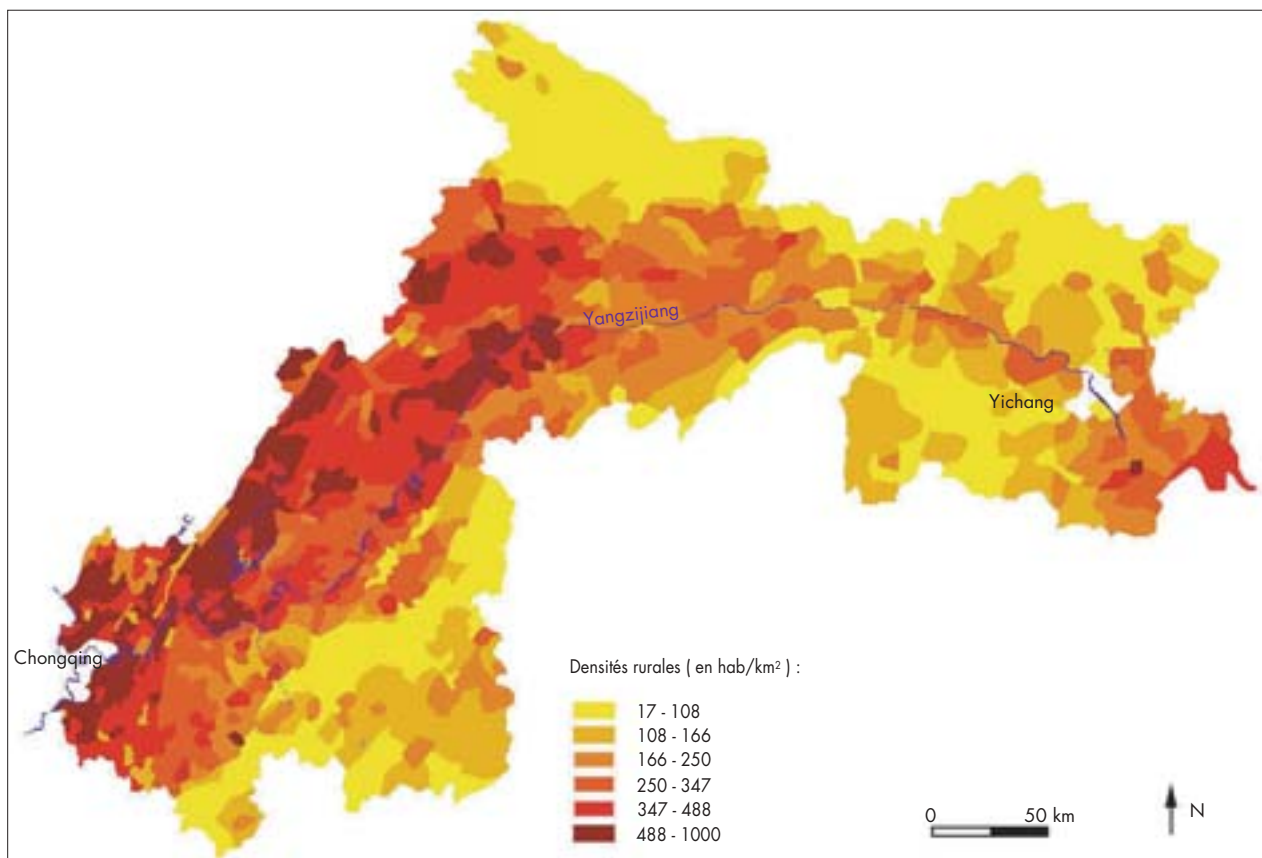 Yangzijiang
Yichang
Chongqing
Densités rurales ( en hab/km² ) :
17 - 108
108 - 166
166 - 250
250 - 347
347 - 488
488 - 1000
0 50 km
N